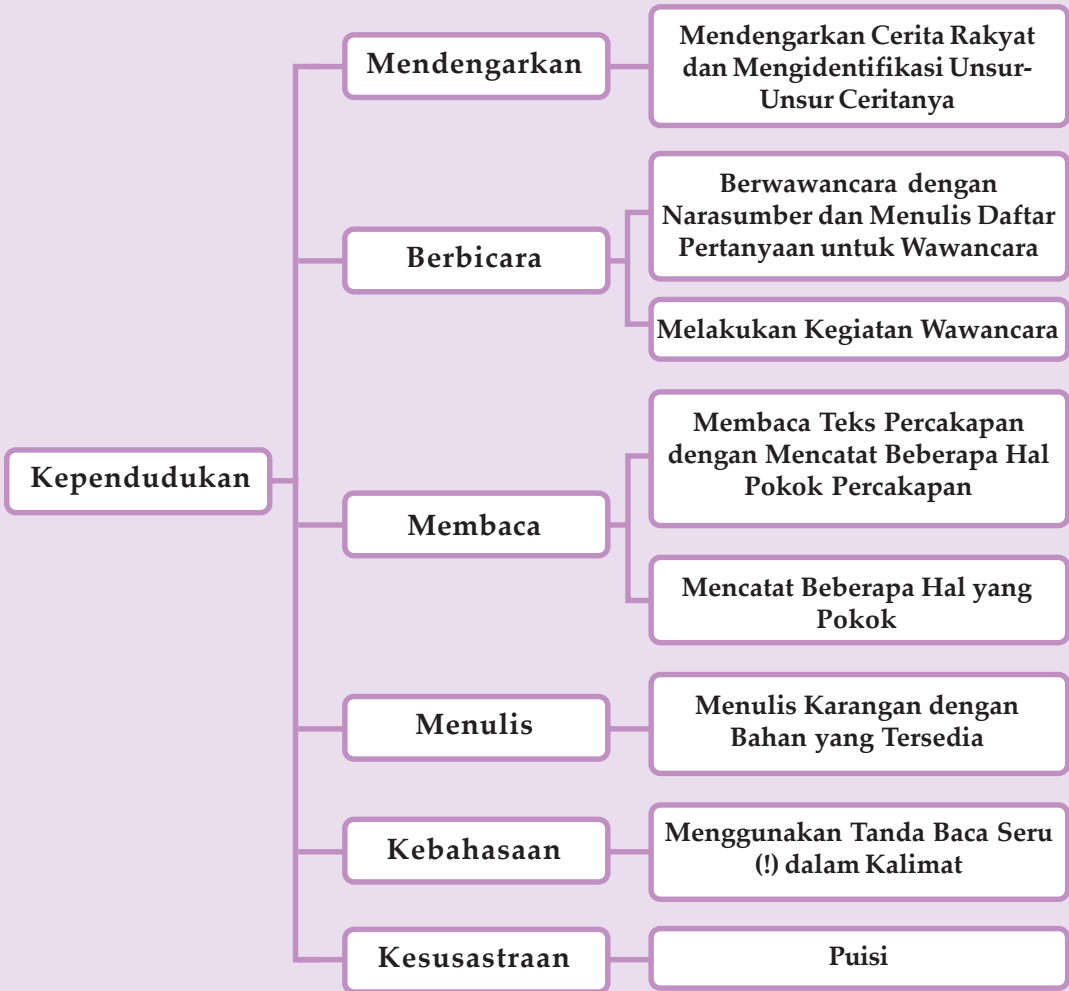 Kependudukan
Mendengarkan
Mendengarkan Cerita Rakyat
dan Mengidentifikasi Unsur-
Unsur Ceritanya
Berbicara
Berwawancara dengan
Narasumber dan Menulis Daftar
Pertanyaan untuk Wawancara
Melakukan Kegiatan Wawancara
Membaca
Membaca Teks Percakapan
dengan Mencatat Beberapa Hal
Pokok Percakapan
Mencatat Beberapa Hal yang
Pokok
Menulis
Menulis Karangan dengan
Bahan yang Tersedia
Kebahasaan
Menggunakan Tanda Baca Seru
(!) dalam Kalimat
Kesusastraan
Puisi